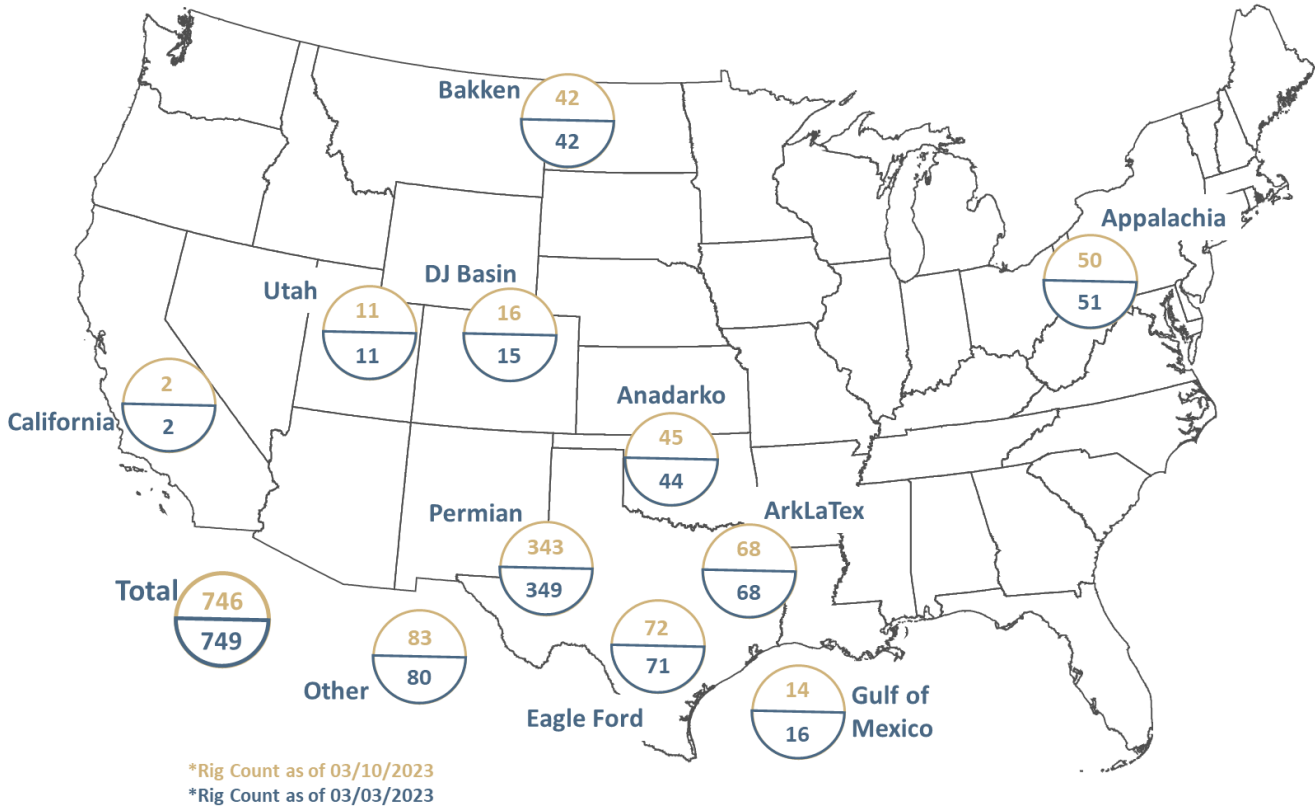 Bakken
42
42
Appalachia
50
51
DJ Basin
16
15
Utah
11
11
California
2
2
Anadarko
45
44
ArkLaTex
68
68
Permian
343
349
Total
746
749
Other
83
80
Eagle Ford
72
71
Gulf of
Mexico
14
16
*Rig Count as of 03/10/2023
*Rig Count as of 03/03/2023